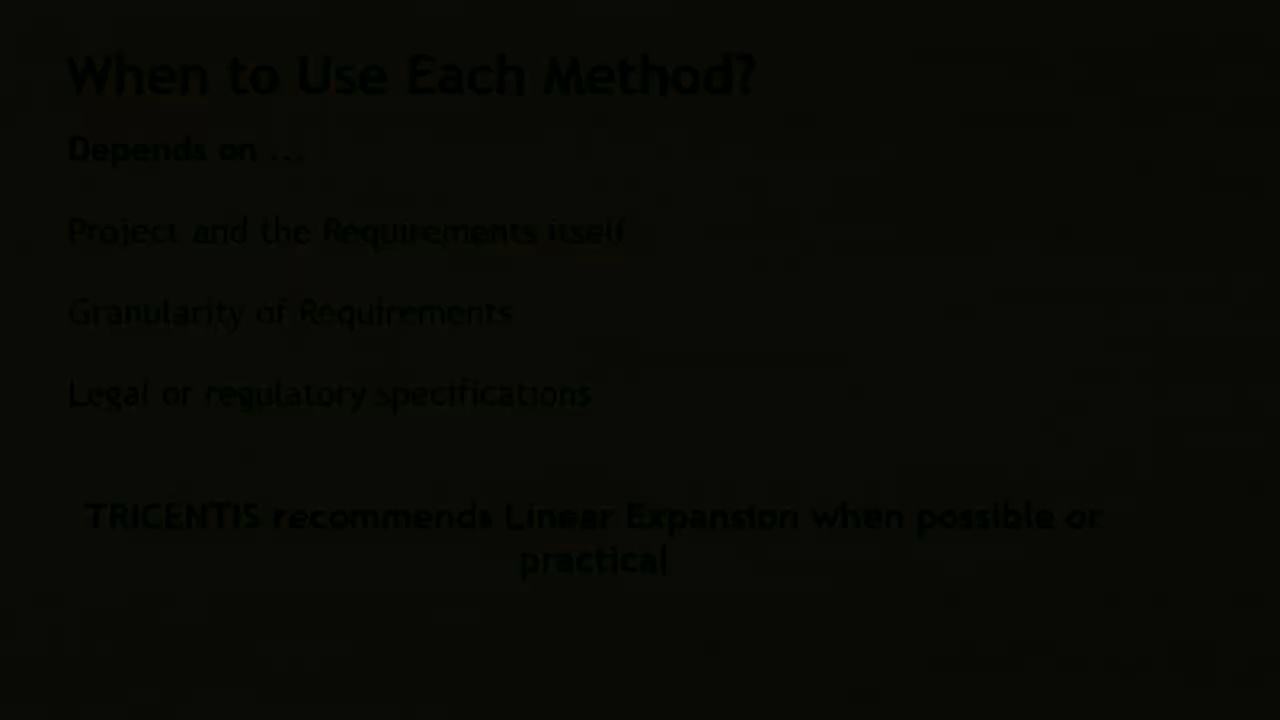 When to Use Each Method?
Depends on ...
Project and the Requirements itself
Granularity of Requirements
Legal or regulatory specifications
TRICENTIS recommends Linear Expansion when possible or
practical